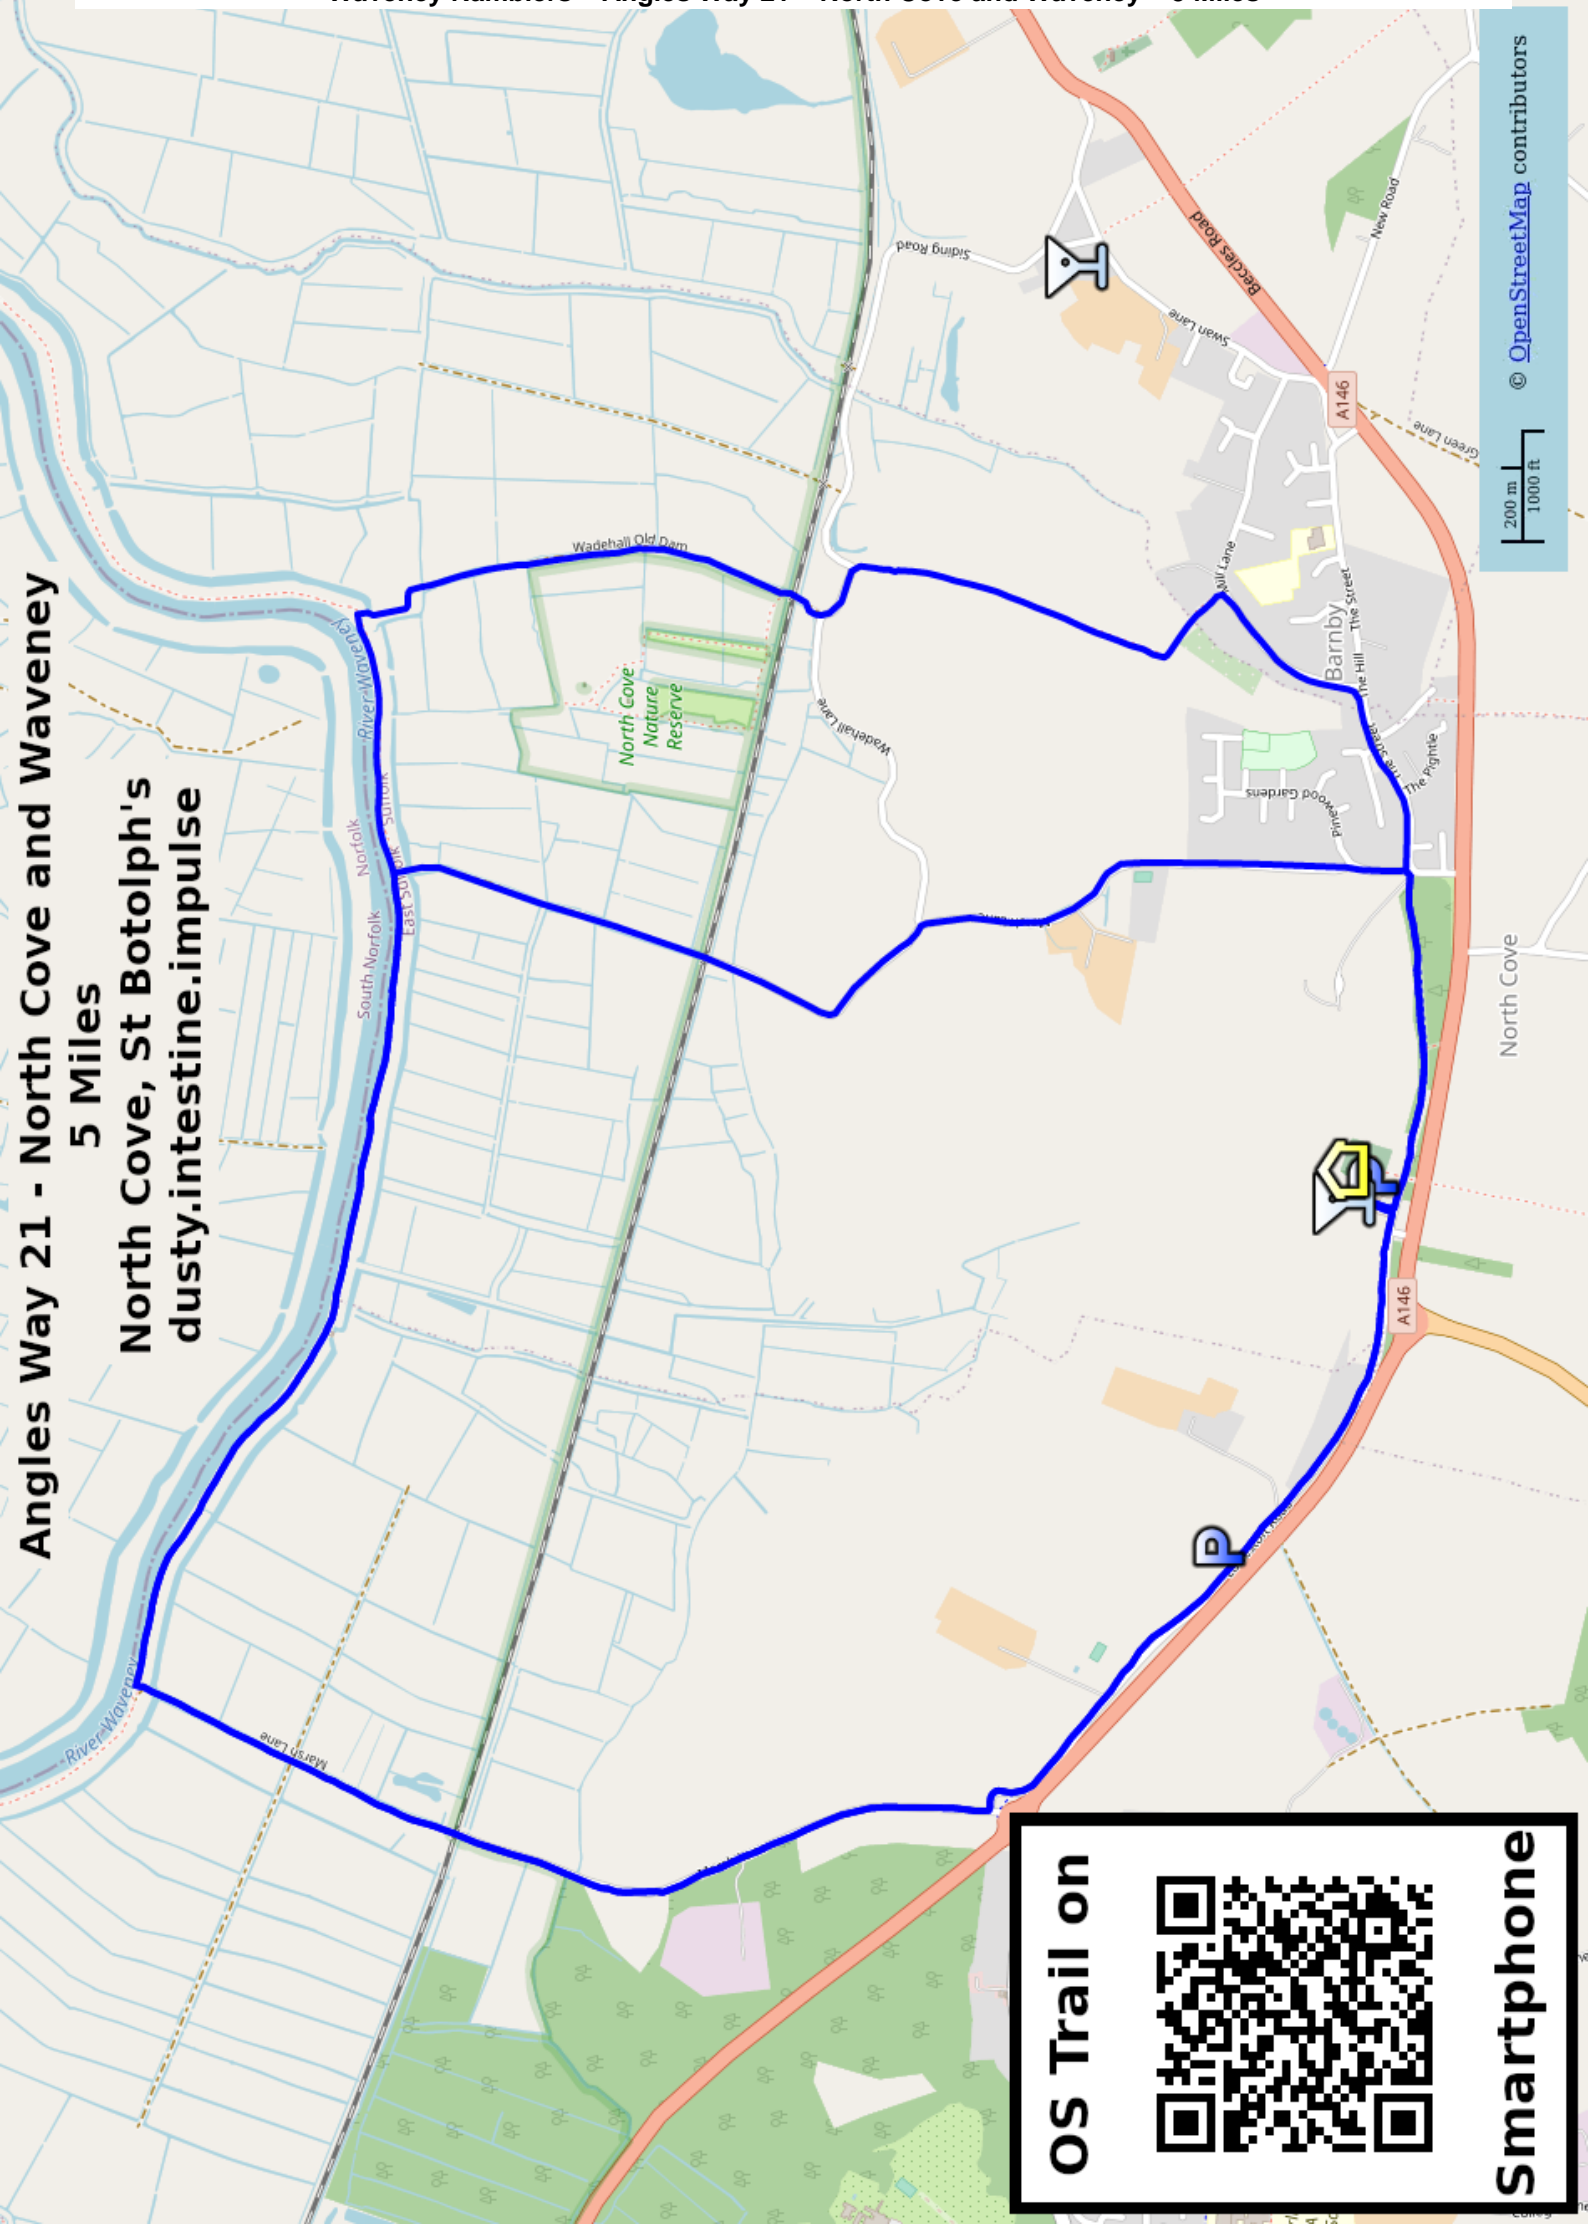 Angles Way 21 - North Cove and Waveney
5 Miles
North Cove, St Botolph's
dusty.intestine.impulse
River Waveney
River Waveney
Norfolk
Suffolk
South Norfolk
East Suffolk
Wadehall Old Dam
North Cove
Nature
Reserve
Wadehall Lane
Siding Road
Beccles Road
New Road
Swan Lane
A146
Green Lane
Mill Lane
The Street
Barnby
The Hill
The Street
The Pightle
Pinewood Gardens
North Cove
A146
Marsh Lane
© OpenStreetMap contributors
200 m
1000 ft
OS Trail on
Smartphone